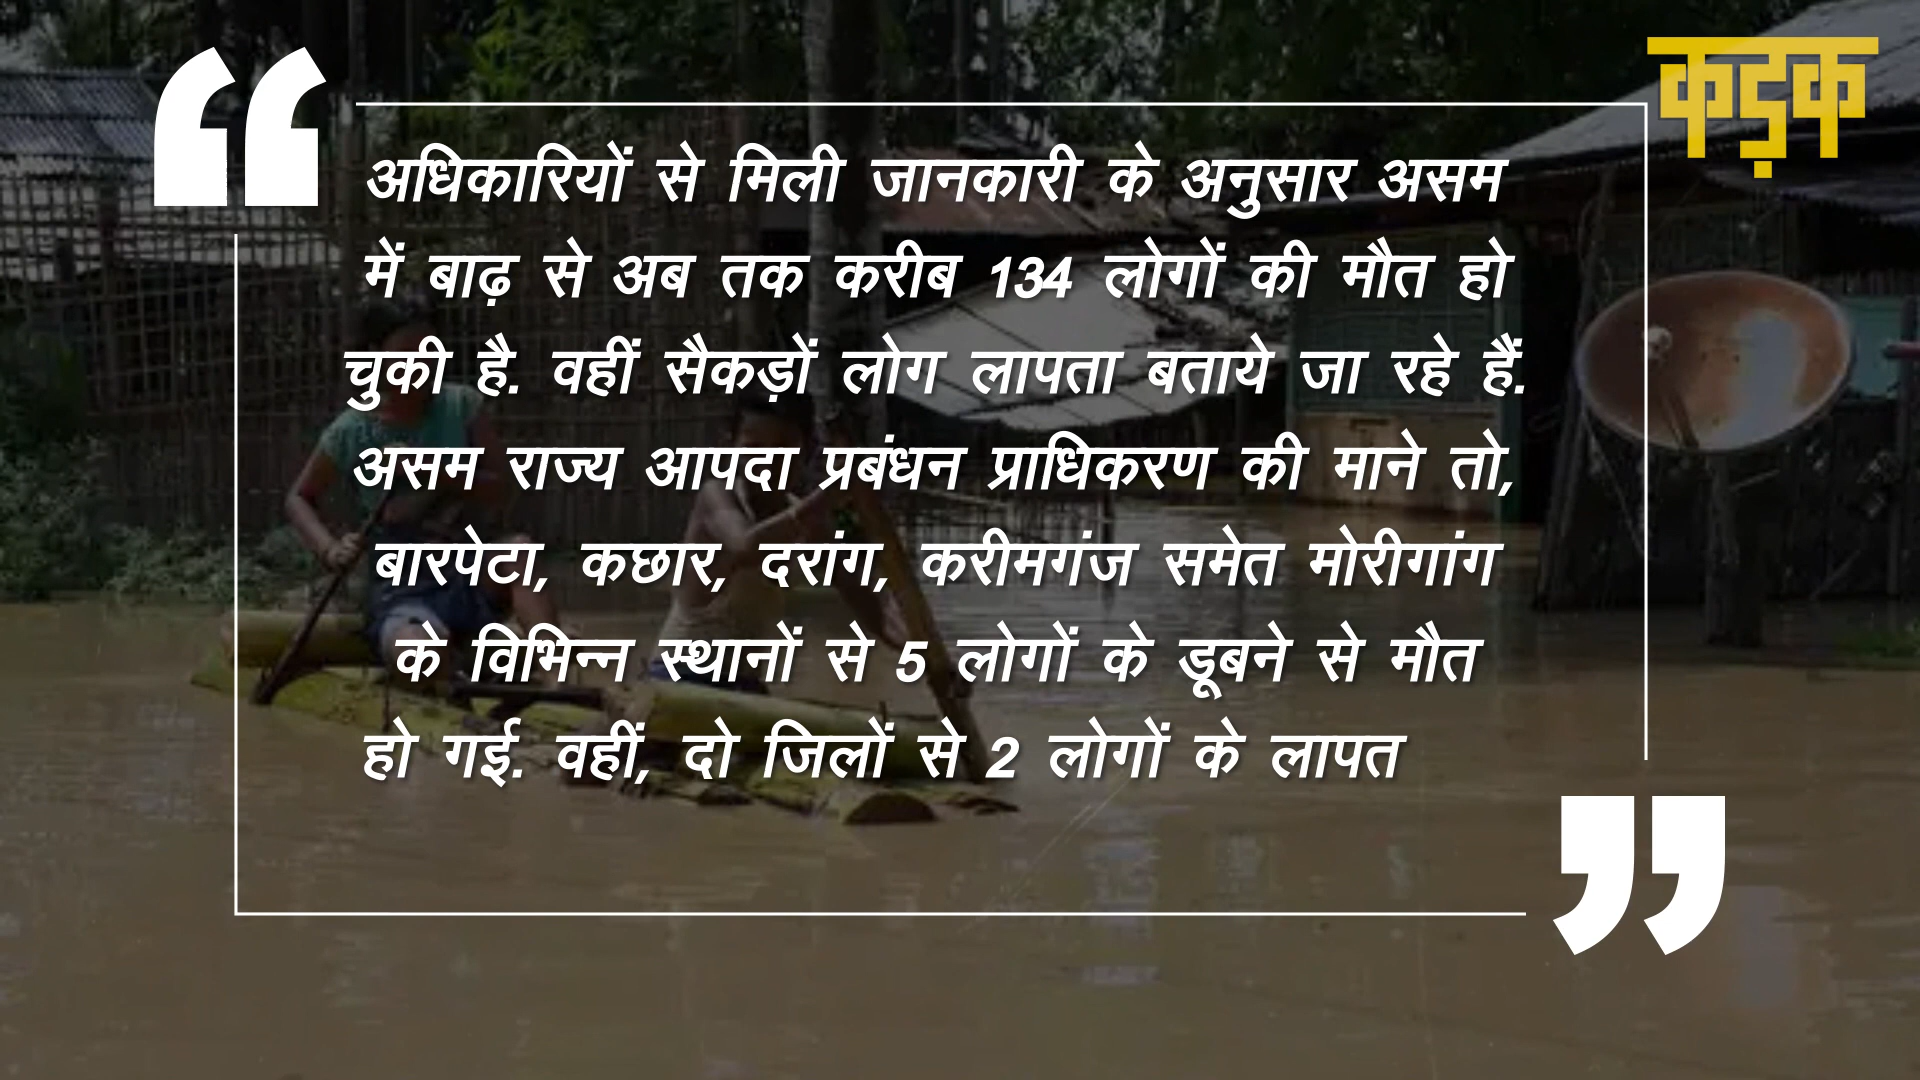 कड़क
अधिकारियों से मिली जानकारी के अनुसार असम
में बाढ़ से अब तक करीब 134 लोगों की मौत हो
चुकी है. वहीं सैकड़ों लोग लापता बताये जा रहे हैं.
असम राज्य आपदा प्रबंधन प्राधिकरण की माने तो,
बारपेटा, कछार, दरांग, करीमगंज समेत मोरीगांग
के विभिन्न स्थानों से 5 लोगों के डूबने से मौत
हो गई. वहीं, दो जिलों से 2 लोगों के लापत